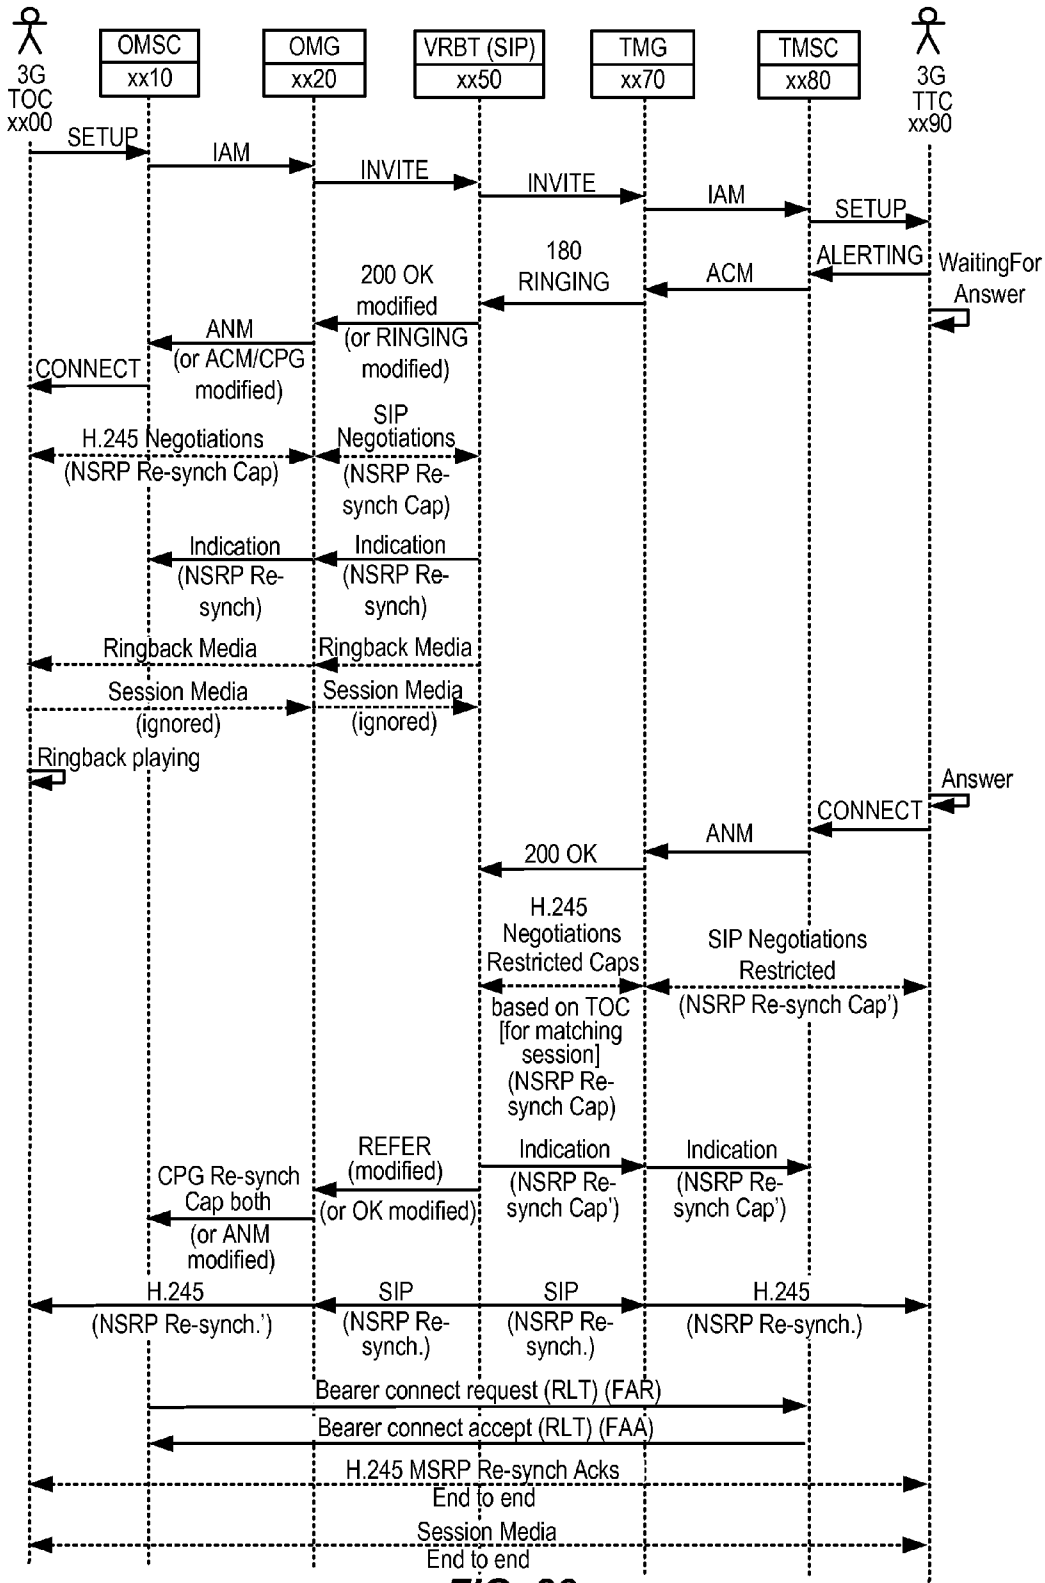 OMSC
OMG
VRBT (SIP)
TMG
TMSC
xx10
xx20
xx50
xx70
xx80
3G
TOC
xx00
3G
TTC
xx90
SETUP
IAM
INVITE
INVITE
IAM
SETUP
ALERTING
WaitingFor
Answer
ACM
180
RINGING
200 OK
modified
(or RINGING
modified)
ANM
(or ACM/CPG
modified)
CONNECT
H.245 Negotiations
(NSRP Re-synch Cap)
SIP
Negotiations
(NSRP Re-
synch Cap)
Indication
(NSRP Re-
synch)
Indication
(NSRP Re-
synch)
Ringback Media
Ringback Media
Session Media
(ignored)
Session Media
(ignored)
Ringback playing
Answer
CONNECT
ANM
200 OK
H.245
Negotiations
Restricted Caps
based on TOC
[for matching
session]
(NSRP Re-
synch Cap)
SIP Negotiations
Restricted
(NSRP Re-synch Cap')
REFER
(modified)
(or OK modified)
Indication
(NSRP Re-
synch Cap')
Indication
(NSRP Re-
synch Cap')
CPG Re-synch
Cap both
(or ANM
modified)
H.245
(NSRP Re-synch.')
SIP
(NSRP Re-
synch.)
SIP
(NSRP Re-
synch.)
H.245
(NSRP Re-synch.)
Bearer connect request (RLT) (FAR)
Bearer connect accept (RLT) (FAA)
H.245 MSRP Re-synch Acks
End to end
Session Media
End to end